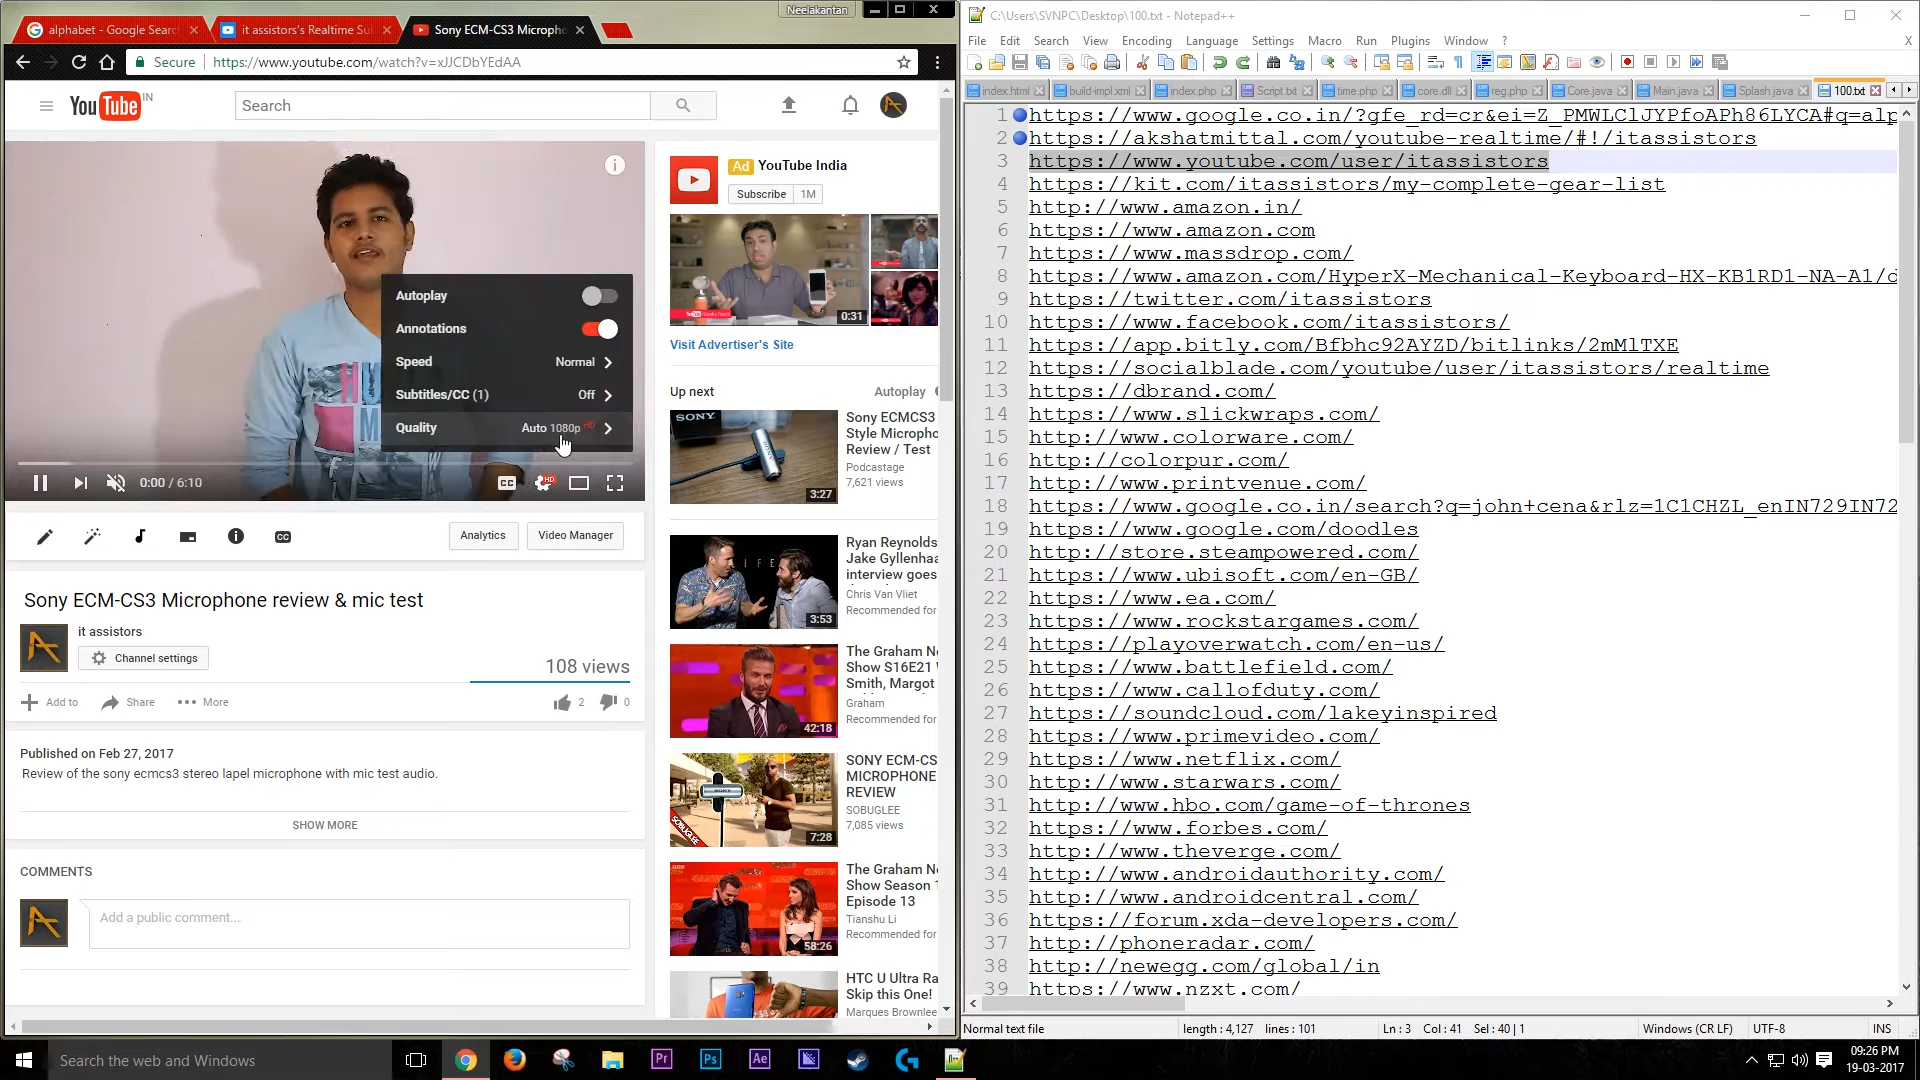 Neelakantan
alphabet - Google Searc
it assistors's Realtime Su
Sony ECM-CS3 Microph
Secure
https://www.youtube.com/watch?v=xJJCDbYEdAA
YouTube IN
Search
Autoplay
Annotations
Speed Normal
Subtitles/CC (1) Off
Quality Auto 1080p HD
0:00 / 6:10
CC
HD
Analytics
Video Manager
Sony ECM-CS3 Microphone review & mic test
it assistors
Channel settings
108 views
Add to
Share
More
2
0
Published on Feb 27, 2017
Review of the sony ecmcs3 stereo lapel microphone with mic test audio.
SHOW MORE
COMMENTS
Add a public comment...
Ad YouTube India
Subscribe 1M
0:31
Visit Advertiser's Site
Up next
Autoplay
SONY
3:27
Sony ECMCS3
Style Micropho
Review / Test
Podcastage
7,621 views
3:53
Ryan Reynolds
Jake Gyllenhaa
interview goes
Chris Van Vliet
Recommended for
42:18
The Graham No
Show S16E21
Smith, Margot
Graham
Recommended for
7:28
SONY ECM-CS
MICROPHONE
REVIEW
SOBUGLEE
7,085 views
58:26
The Graham No
Show Season 1
Episode 13
Tianshu Li
Recommended for
HTC U Ultra Ra
Skip this One!
Marques Brownlee
C:\Users\SVNPC\Desktop\100.txt - Notepad++
File Edit Search View Encoding Language Settings Macro Run Plugins Window ?
X
index.html
build-impl.xml
index.php
Script.txt
time.php
core.dll
reg.php
Core.java
Main.java
Splash.java
100.txt
1 https://www.google.co.in/?gfe_rd=cr&ei=Z_PMWLClJYPfoAPh86LYCA#q=alp
2 https://akshatmittal.com/youtube-realtime/#!/itassistors
3 https://www.youtube.com/user/itassistors
4 https://kit.com/itassistors/my-complete-gear-list
5 http://www.amazon.in/
6 https://www.amazon.com
7 https://www.massdrop.com/
8 https://www.amazon.com/HyperX-Mechanical-Keyboard-HX-KB1RD1-NA-A1/d
9 https://twitter.com/itassistors
10 https://www.facebook.com/itassistors/
11 https://app.bitly.com/Bfbhc92AYZD/bitlinks/2mMlTXE
12 https://socialblade.com/youtube/user/itassistors/realtime
13 https://dbrand.com/
14 https://www.slickwraps.com/
15 https://www.colorware.com/
16 http://colorpur.com/
17 http://www.printvenue.com/
18 https://www.google.co.in/search?q=john+cena&rlz=1C1CHZL_enIN729IN72
19 https://www.google.com/doodles
20 http://store.steampowered.com/
21 https://www.ubisoft.com/en-GB/
22 https://www.ea.com/
23 https://www.rockstargames.com/
24 https://playoverwatch.com/en-us/
25 https://www.battlefield.com/
26 https://www.callofduty.com/
27 https://soundcloud.com/lakeyinspired
28 https://www.primevideo.com/
29 https://www.netflix.com/
30 http://www.starwars.com/
31 http://www.hbo.com/game-of-thrones
32 https://www.forbes.com/
33 http://www.theverge.com/
34 http://www.androidauthority.com/
35 http://www.androidcentral.com/
36 https://forum.xda-developers.com/
37 http://phoneradar.com/
38 http://newegg.com/global/in
39 https://www.nzxt.com/
Normal text file
length : 4,127 lines : 101
Ln : 3 Col : 41 Sel : 40 | 1
Windows (CR LF)
UTF-8
INS
Search the web and Windows
Pr
Ps
Ae
09:26 PM
19-03-2017